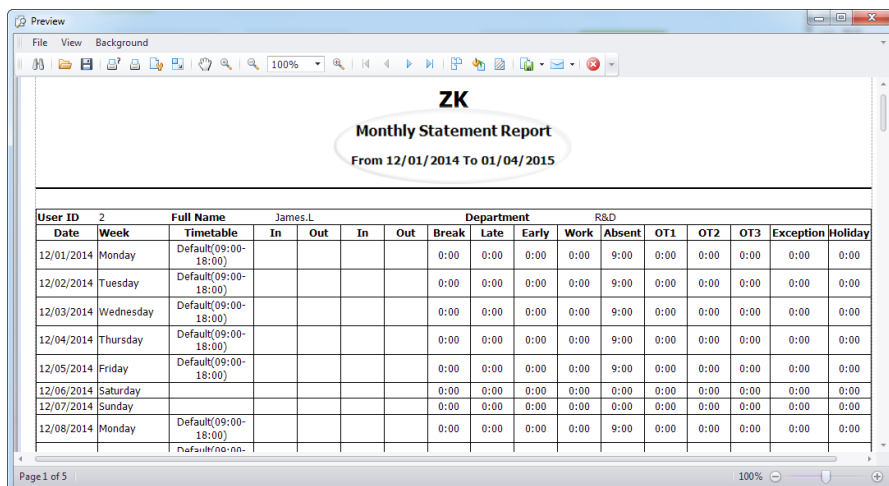 Preview
File View Background
100%
ZK
Monthly Statement Report
From 12/01/2014 To 01/04/2015
User ID 2 Full Name James.L Department R&D
Date Week Timetable In Out In Out Break Late Early Work Absent OT1 OT2 OT3 Exception Holiday
12/01/2014 Monday Default(09:00-18:00) 0:00 0:00 0:00 0:00 9:00 0:00 0:00 0:00 0:00 0:00
12/02/2014 Tuesday Default(09:00-18:00) 0:00 0:00 0:00 0:00 9:00 0:00 0:00 0:00 0:00 0:00
12/03/2014 Wednesday Default(09:00-18:00) 0:00 0:00 0:00 0:00 9:00 0:00 0:00 0:00 0:00 0:00
12/04/2014 Thursday Default(09:00-18:00) 0:00 0:00 0:00 0:00 9:00 0:00 0:00 0:00 0:00 0:00
12/05/2014 Friday Default(09:00-18:00) 0:00 0:00 0:00 0:00 9:00 0:00 0:00 0:00 0:00 0:00
12/06/2014 Saturday 0:00 0:00 0:00 0:00 0:00 0:00 0:00 0:00 0:00 0:00
12/07/2014 Sunday 0:00 0:00 0:00 0:00 0:00 0:00 0:00 0:00 0:00 0:00
12/08/2014 Monday Default(09:00-18:00) 0:00 0:00 0:00 0:00 9:00 0:00 0:00 0:00 0:00 0:00
Default(09:00-
Page 1 of 5 100%